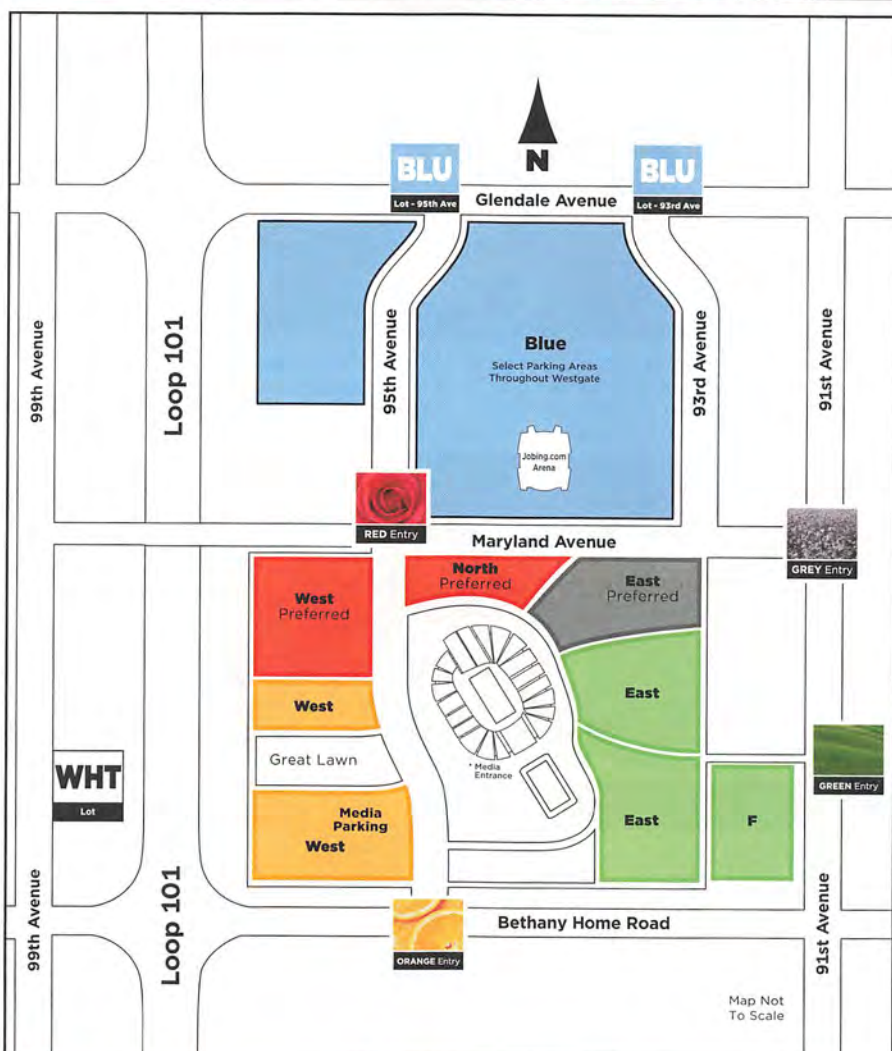 N
BLU
Lot - 95th Ave
BLU
Lot - 93rd Ave
Glendale Avenue
99th Avenue
Loop 101
95th Avenue
Blue
Select Parking Areas
Throughout Westgate
93rd Avenue
91st Avenue
Jobing.com
Arena
RED Entry
Maryland Avenue
GREY Entry
West
Preferred
North
Preferred
East
Preferred
West
East
Great Lawn
* Media
Entrance
WHT
Lot
GREEN Entry
Media
Parking
West
East
F
99th Avenue
Loop 101
ORANGE Entry
Bethany Home Road
91st Avenue
Map Not
To Scale